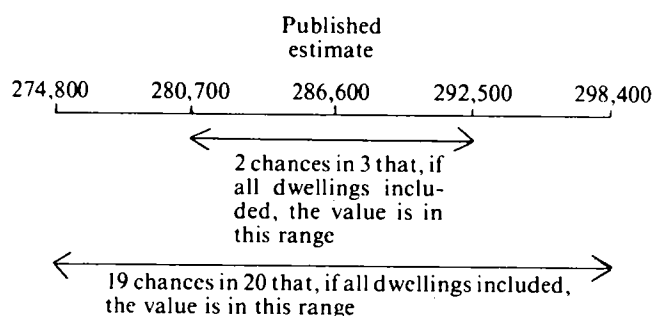 Published
estimate
274,800 280,700 286,600 292,500 298,400
2 chances in 3 that, if
all dwellings inclu-
ded, the value is in
this range
19 chances in 20 that, if all dwellings included,
the value is in this range